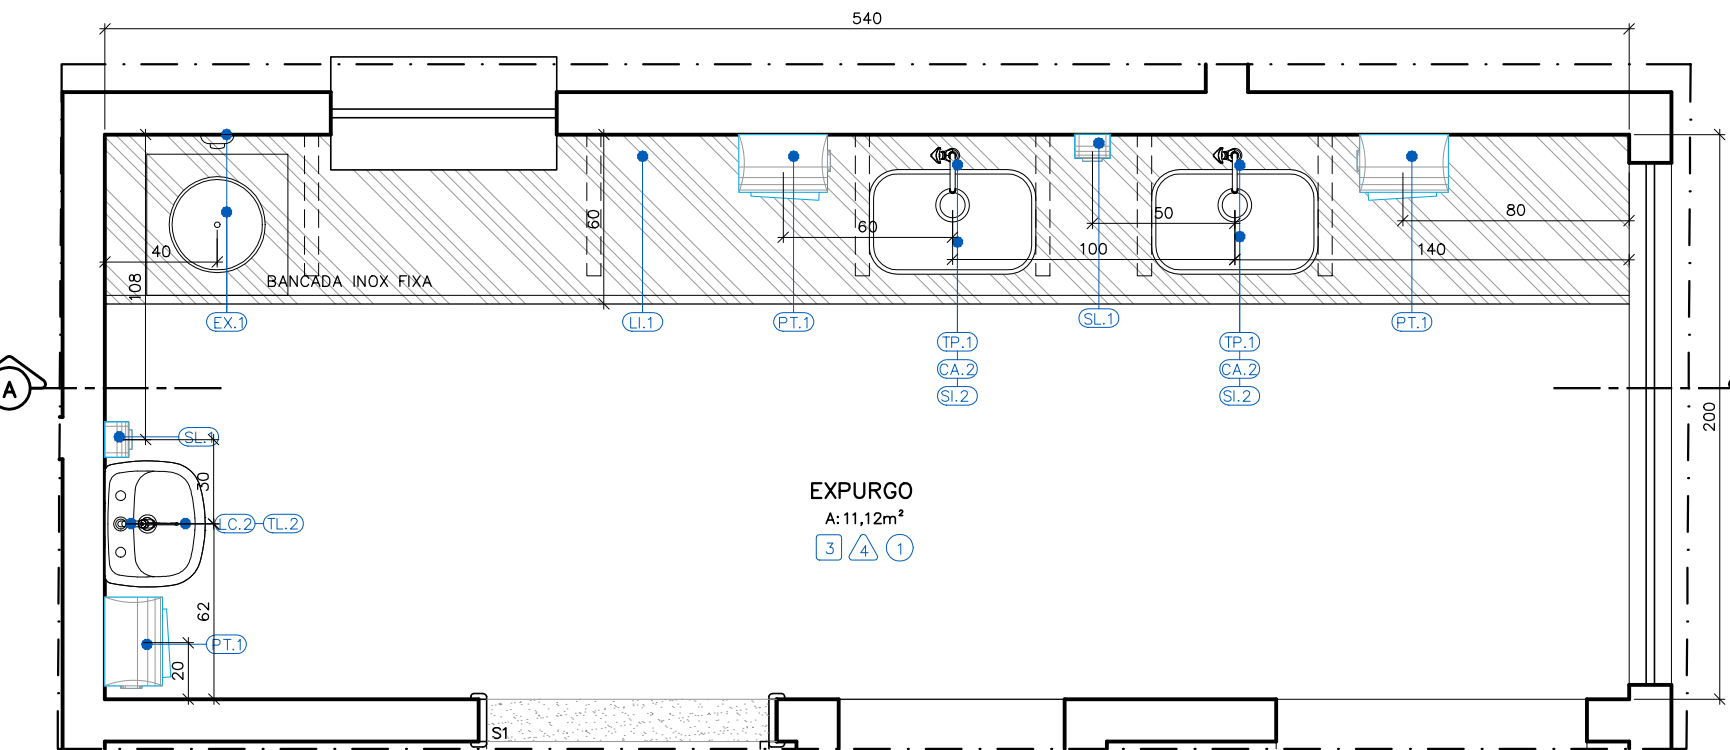 540
60
60
50
80
40
100
140
108
BANCADA INOX FIXA
EX.1
LI.1
PT.1
SL.1
PT.1
TP.1
TP.1
CA.2
CA.2
SI.2
SI.2
A
200
SL.1
30
EXPURGO
A: 11,12m²
LC.2
TL.2
3
4
1
62
PT.1
20
S1